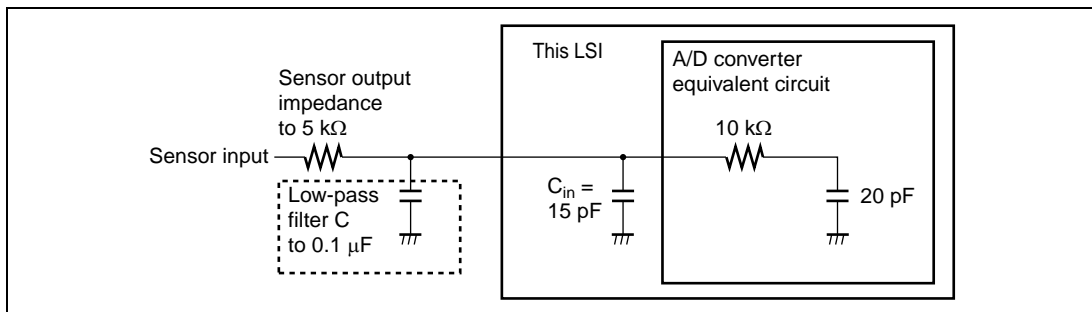 This LSI
A/D converter
equivalent circuit
Sensor output
impedance
to 5 kΩ
10 kΩ
Sensor input
Low-pass
filter C
to 0.1 μF
Cin =
15 pF
20 pF